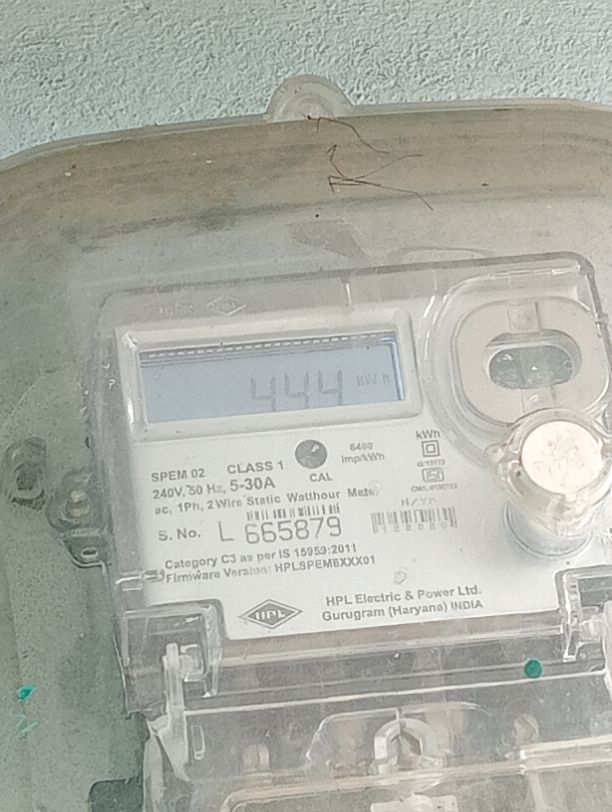 444 kWh
SPEM 02 CLASS 1
CAL
6400
imp/kWh
kWh
240V, 50 Hz, 5-30A
ac, 1Ph, 2Wire Static Watthour Meter
S. No. L 665879
M/Yr.
Category C3 as per IS 15959:2011
Firmware Version: HPLSPEM6XXX01
HPL
HPL Electric & Power Ltd.
Gurugram (Haryana) INDIA